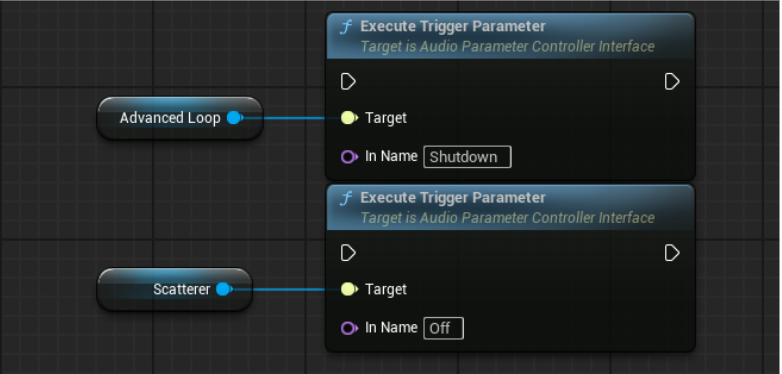 Execute Trigger Parameter
Target is Audio Parameter Controller Interface
Advanced Loop
Target
In Name Shutdown
Execute Trigger Parameter
Target is Audio Parameter Controller Interface
Scatterer
Target
In Name Off